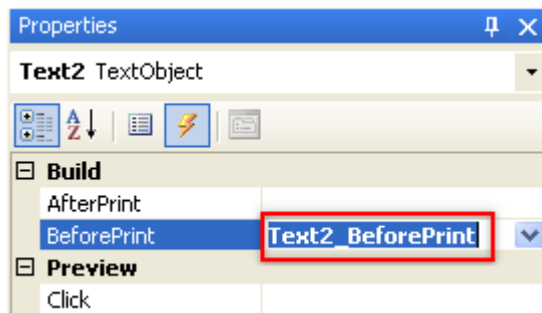 Properties
Text2 TextObject
Build
AfterPrint
BeforePrint Text2_BeforePrint
Preview
Click